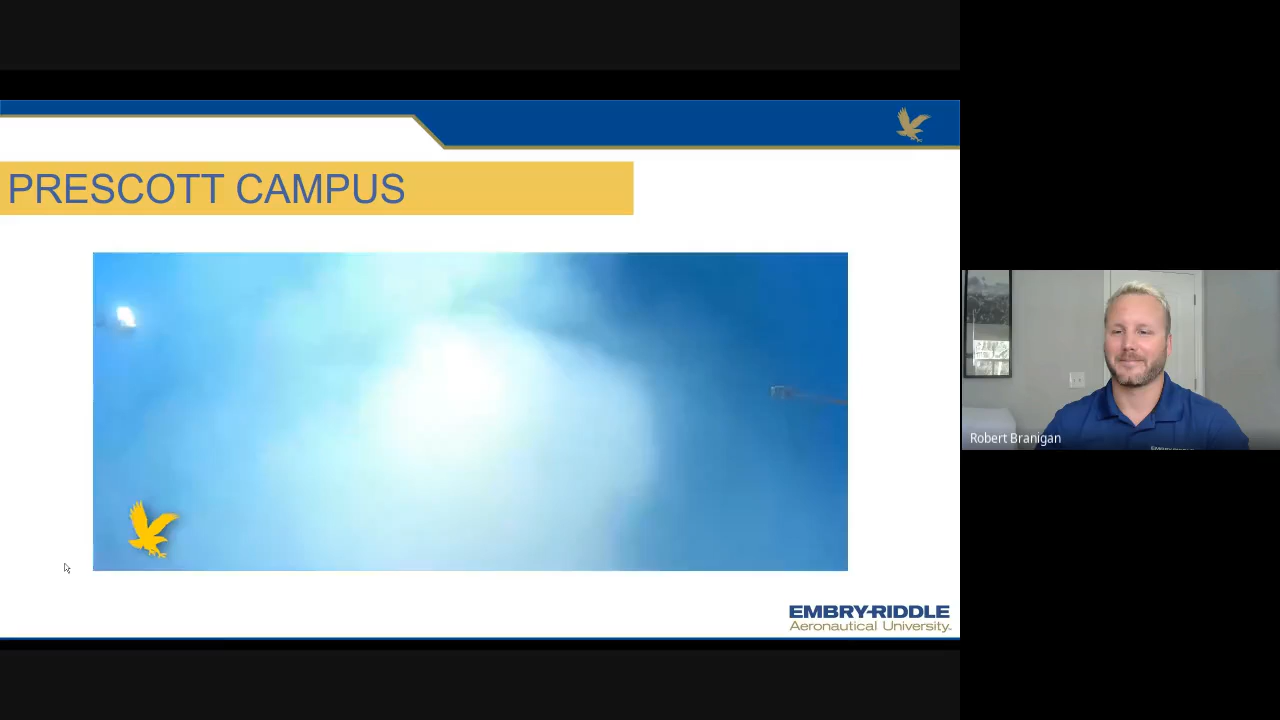 PRESCOTT CAMPUS
Robert Branigan
EMBRY-RIDDLE
Aeronautical University.